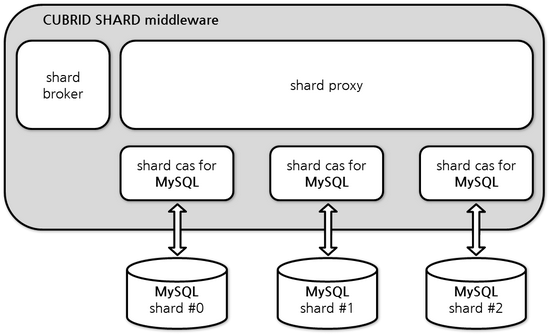 CUBRID SHARD middleware
shard
broker
shard proxy
shard cas for
MySQL
shard cas for
MySQL
shard cas for
MySQL
MySQL
shard #0
MySQL
shard #1
MySQL
shard #2